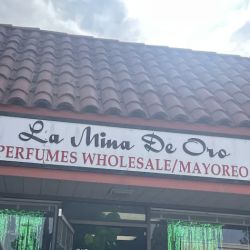 La Mina De Oro
PERFUMES WHOLESALE/MAYOREO